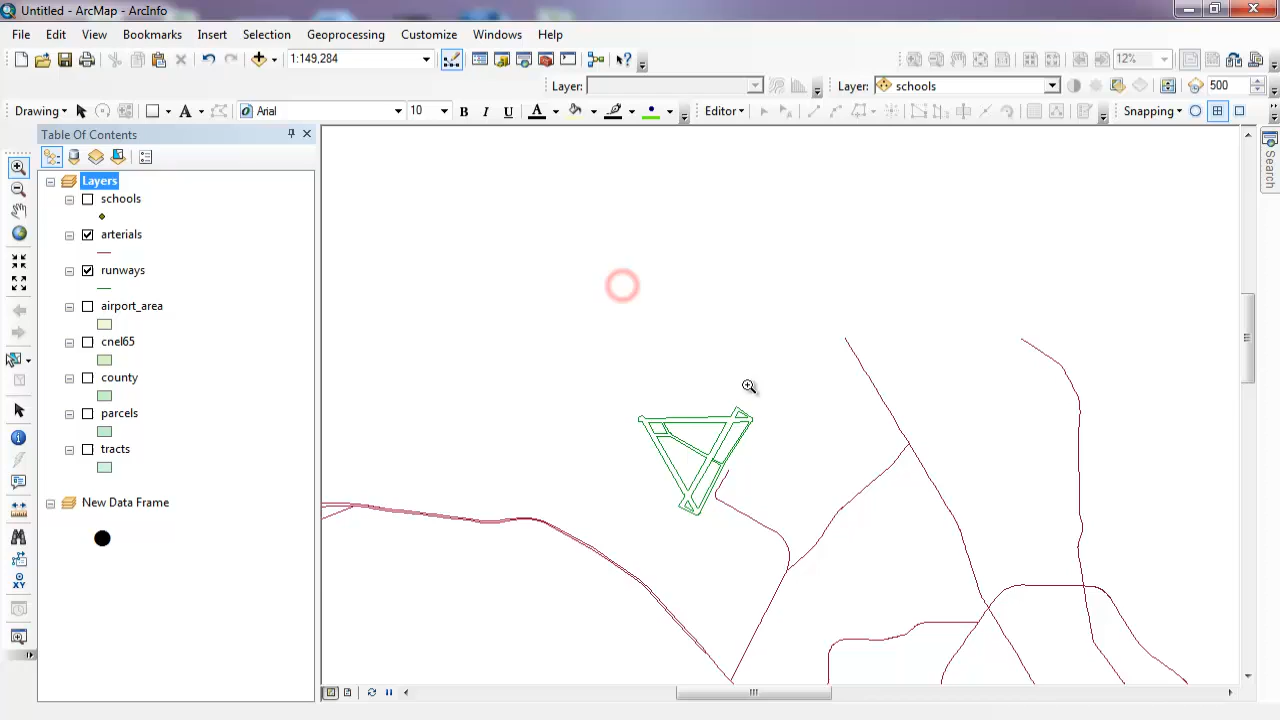 Untitled - ArcMap - ArcInfo
File Edit View Bookmarks Insert Selection Geoprocessing Customize Windows Help
1:149,284 12%
Layer: Layer: schools 500
Drawing Arial 10 B I U A Editor Snapping
Table Of Contents
Search
Layers
schools
arterials
runways
airport_area
cnel65
county
parcels
tracts
New Data Frame
XY